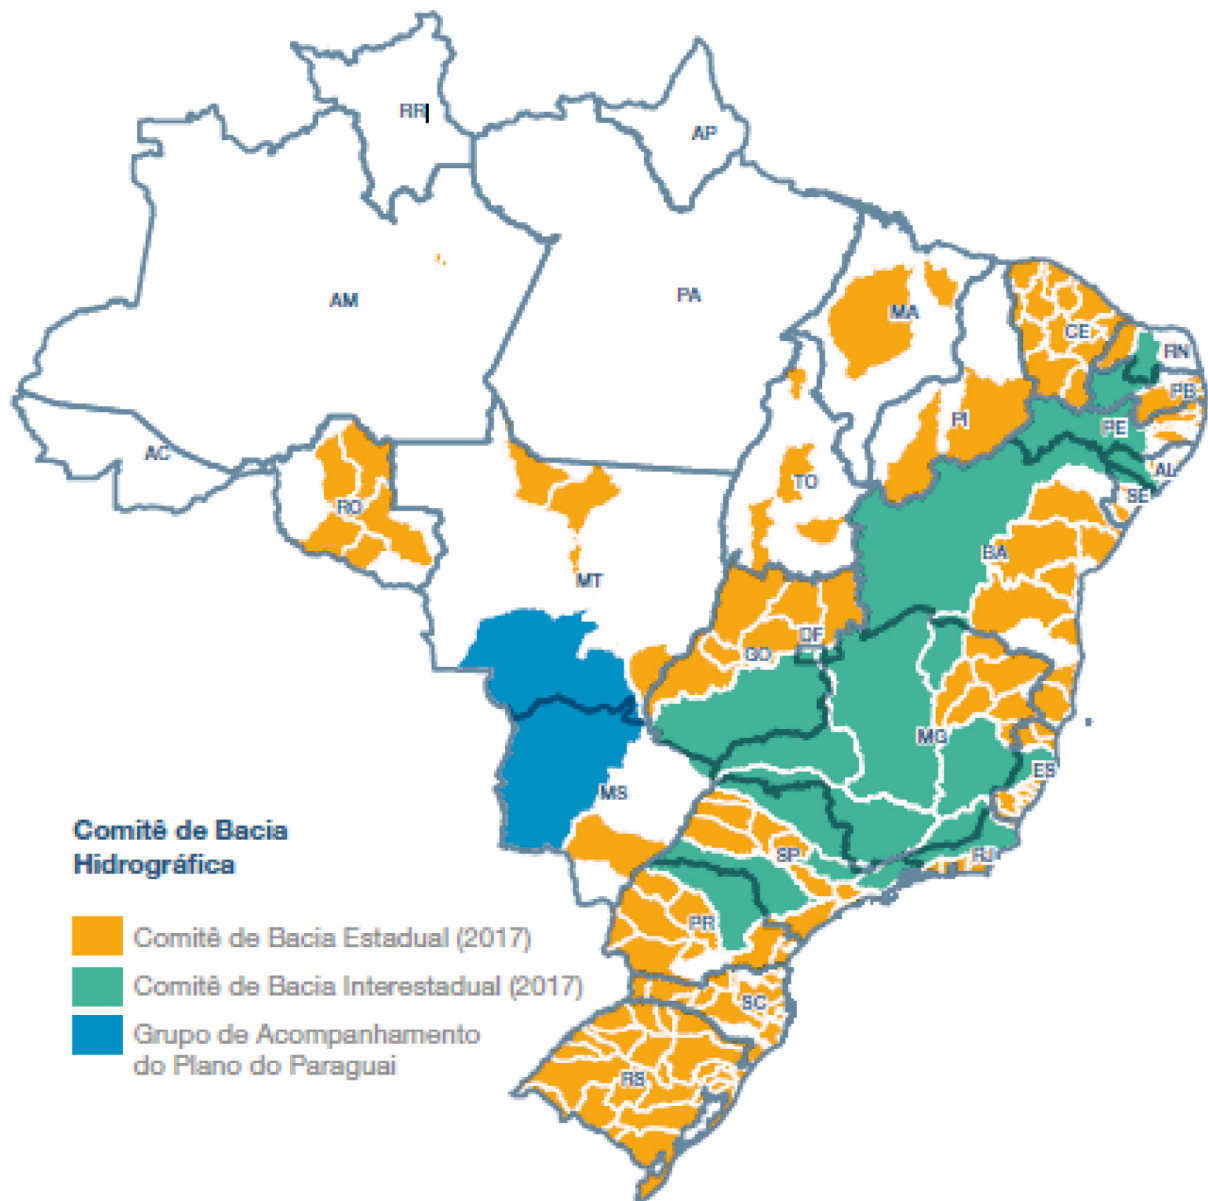 RR
AP
AM
PA
MA
CE
RN
PB
PI
PE
AC
AL
TO
SE
RO
BA
MT
DF
GO
MG
ES
MS
SP
RJ
PR
SC
RS
Comitê de Bacia
Hidrográfica
Comitê de Bacia Estadual (2017)
Comitê de Bacia Interestadual (2017)
Grupo de Acompanhamento
do Plano do Paraguai